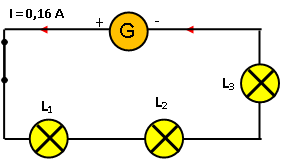 I = 0,16 A
+ G -
L3
L1 L2